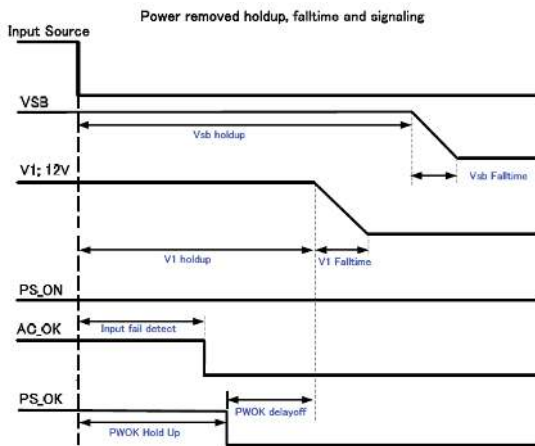 Power removed holdup, falltime and signaling
Input Source
VSB
Vsb holdup
Vsb Falltime
V1; 12V
V1 holdup
V1 Falltime
PS_ON
AC_OK
Input fail detect
PS_OK
PWOK delayoff
PWOK Hold Up